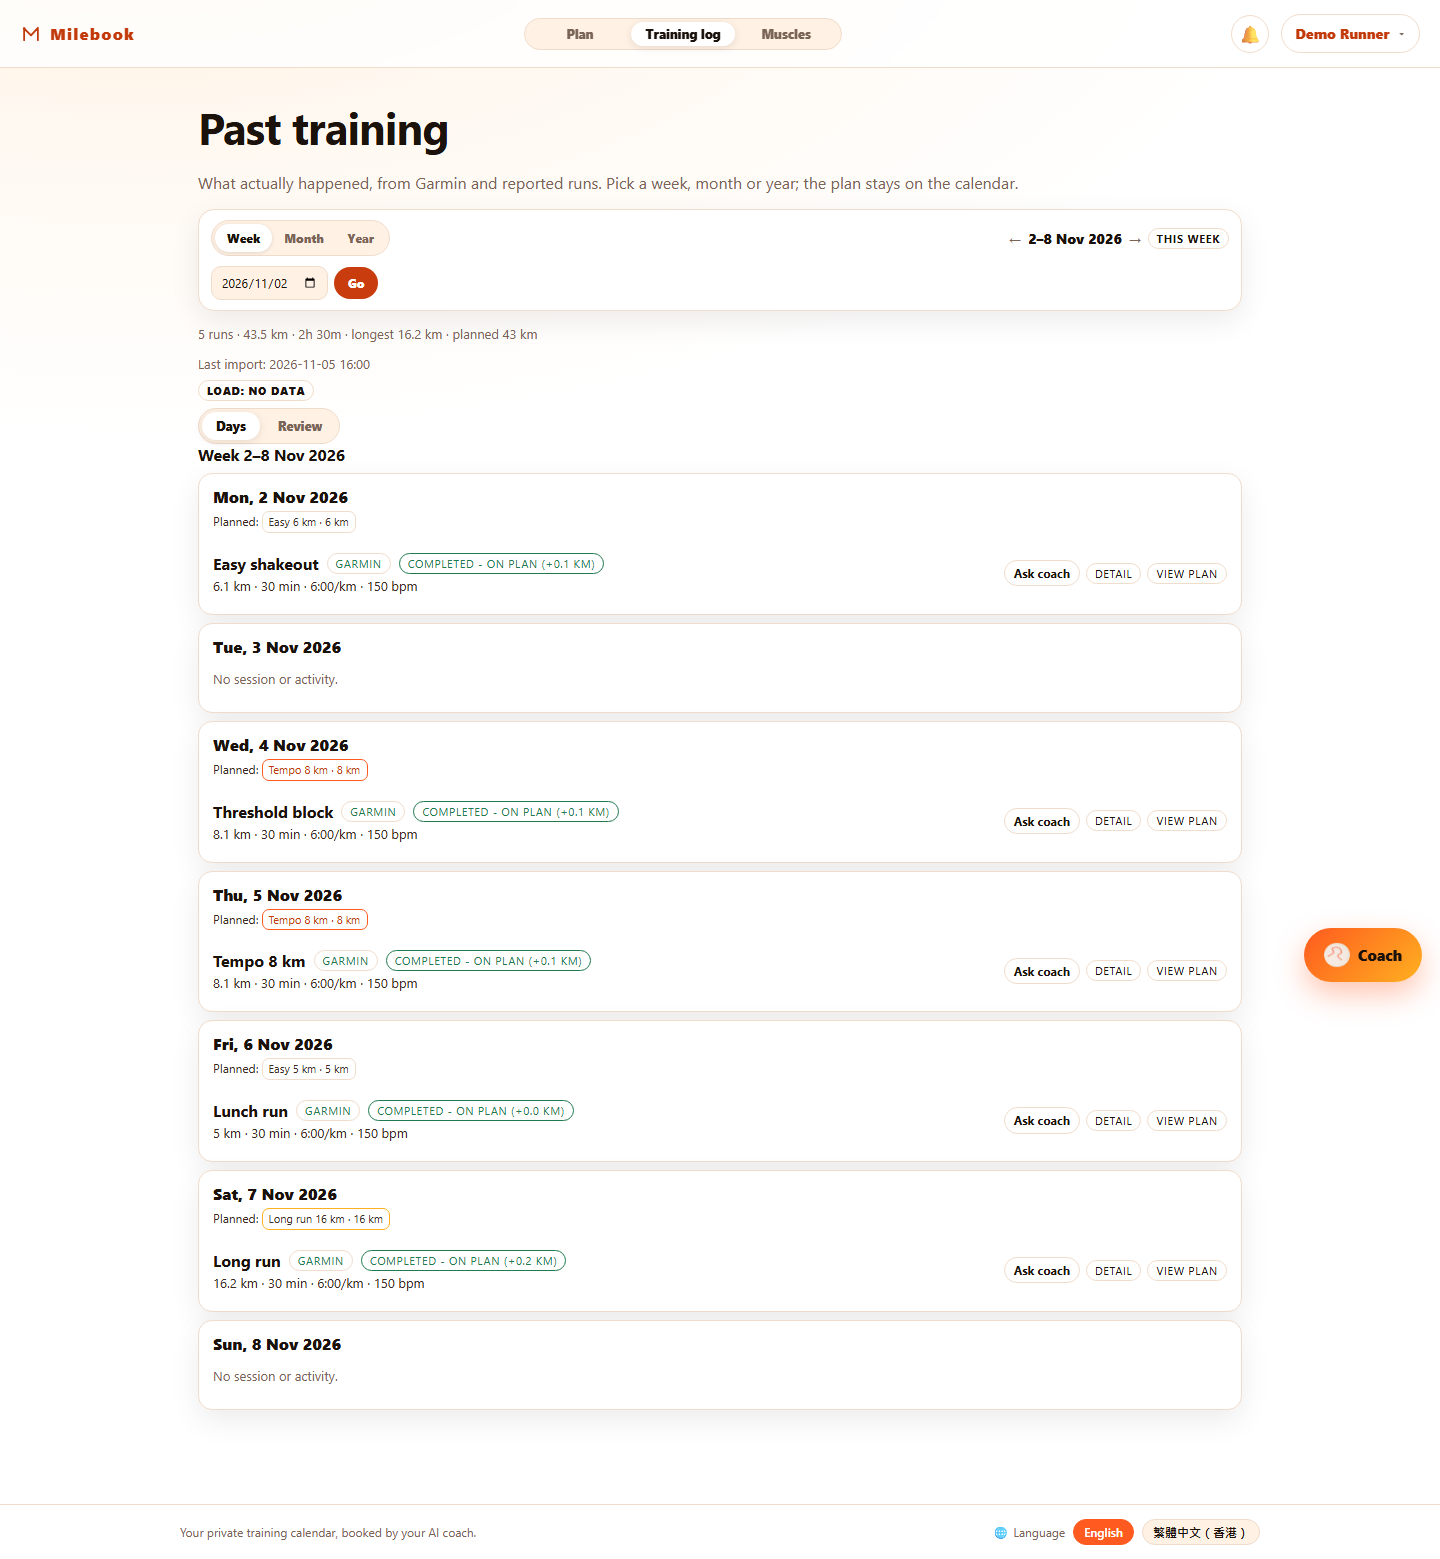 Milebook
Plan Training log Muscles
Demo Runner
Past training
What actually happened, from Garmin and reported runs. Pick a week, month or year; the plan stays on the calendar.
Week Month Year
← 2–8 Nov 2026 → THIS WEEK
2026/11/02 Go
5 runs · 43.5 km · 2h 30m · longest 16.2 km · planned 43 km
Last import: 2026-11-05 16:00
LOAD: NO DATA
Days Review
Week 2–8 Nov 2026
Mon, 2 Nov 2026
Planned: Easy 6 km · 6 km
Easy shakeout GARMIN COMPLETED - ON PLAN (+0.1 KM)
6.1 km · 30 min · 6:00/km · 150 bpm
Ask coach DETAIL VIEW PLAN
Tue, 3 Nov 2026
No session or activity.
Wed, 4 Nov 2026
Planned: Tempo 8 km · 8 km
Threshold block GARMIN COMPLETED - ON PLAN (+0.1 KM)
8.1 km · 30 min · 6:00/km · 150 bpm
Ask coach DETAIL VIEW PLAN
Thu, 5 Nov 2026
Planned: Tempo 8 km · 8 km
Tempo 8 km GARMIN COMPLETED - ON PLAN (+0.1 KM)
8.1 km · 30 min · 6:00/km · 150 bpm
Ask coach DETAIL VIEW PLAN
Coach
Fri, 6 Nov 2026
Planned: Easy 5 km · 5 km
Lunch run GARMIN COMPLETED - ON PLAN (+0.0 KM)
5 km · 30 min · 6:00/km · 150 bpm
Ask coach DETAIL VIEW PLAN
Sat, 7 Nov 2026
Planned: Long run 16 km · 16 km
Long run GARMIN COMPLETED - ON PLAN (+0.2 KM)
16.2 km · 30 min · 6:00/km · 150 bpm
Ask coach DETAIL VIEW PLAN
Sun, 8 Nov 2026
No session or activity.
Your private training calendar, booked by your AI coach.
Language English 繁體中文（香港）